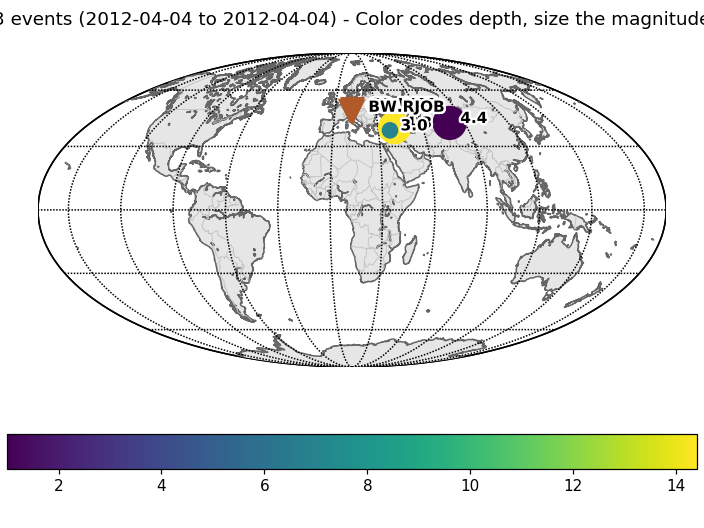 3 events (2012-04-04 to 2012-04-04) - Color codes depth, size the magnitude
BW.RJOB
3.0
4.4
2 4 6 8 10 12 14